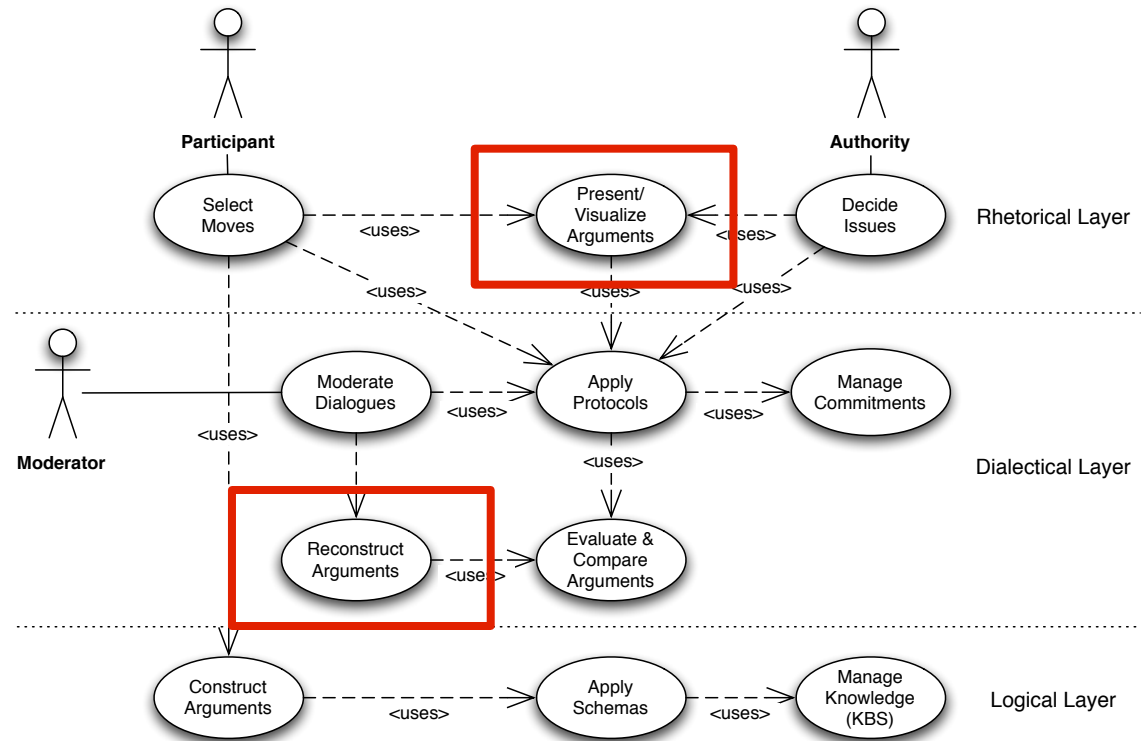 Participant
Authority
Select
Moves
<uses>
Present/
Visualize
Arguments
<uses>
Decide
Issues
Rhetorical Layer
<uses>
<uses>
<uses>
Moderator
Moderate
Dialogues
<uses>
Apply
Protocols
<uses>
Manage
Commitments
<uses>
<uses>
Dialectical Layer
Reconstruct
Arguments
<uses>
Evaluate &
Compare
Arguments
Construct
Arguments
<uses>
Apply
Schemas
<uses>
Manage
Knowledge
(KBS)
Logical Layer